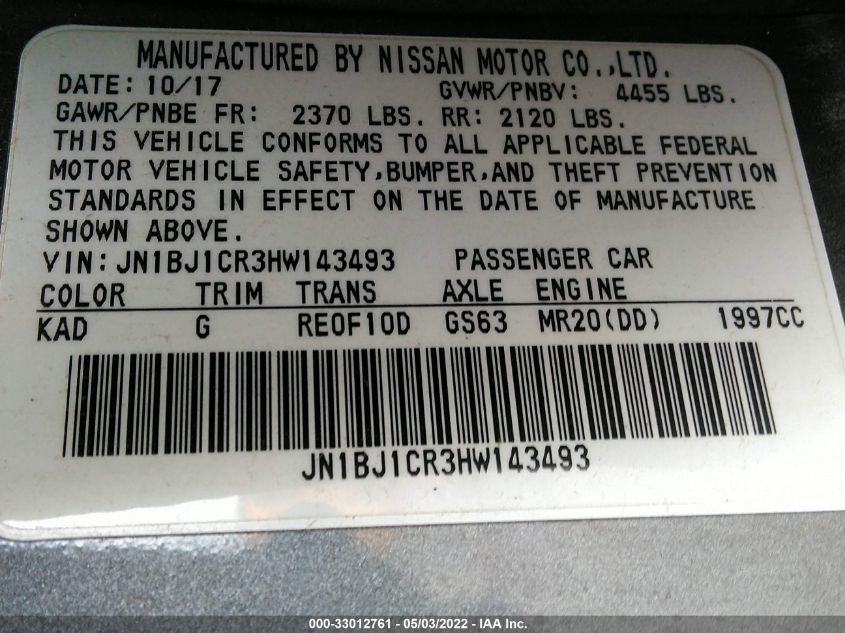 MANUFACTURED BY NISSAN MOTOR CO.,LTD.
DATE: 10/17 GVWR/PNBV: 4455 LBS.
GAWR/PNBE FR: 2370 LBS. RR: 2120 LBS.
THIS VEHICLE CONFORMS TO ALL APPLICABLE FEDERAL
MOTOR VEHICLE SAFETY,BUMPER,AND THEFT PREVENTION
STANDARDS IN EFFECT ON THE DATE OF MANUFACTURE
SHOWN ABOVE.
VIN: JN1BJ1CR3HW143493 PASSENGER CAR
COLOR TRIM TRANS AXLE ENGINE
KAD G RE0F10D GS63 MR20(DD) 1997CC
JN1BJ1CR3HW143493
000-33012761 - 05/03/2022 - IAA Inc.